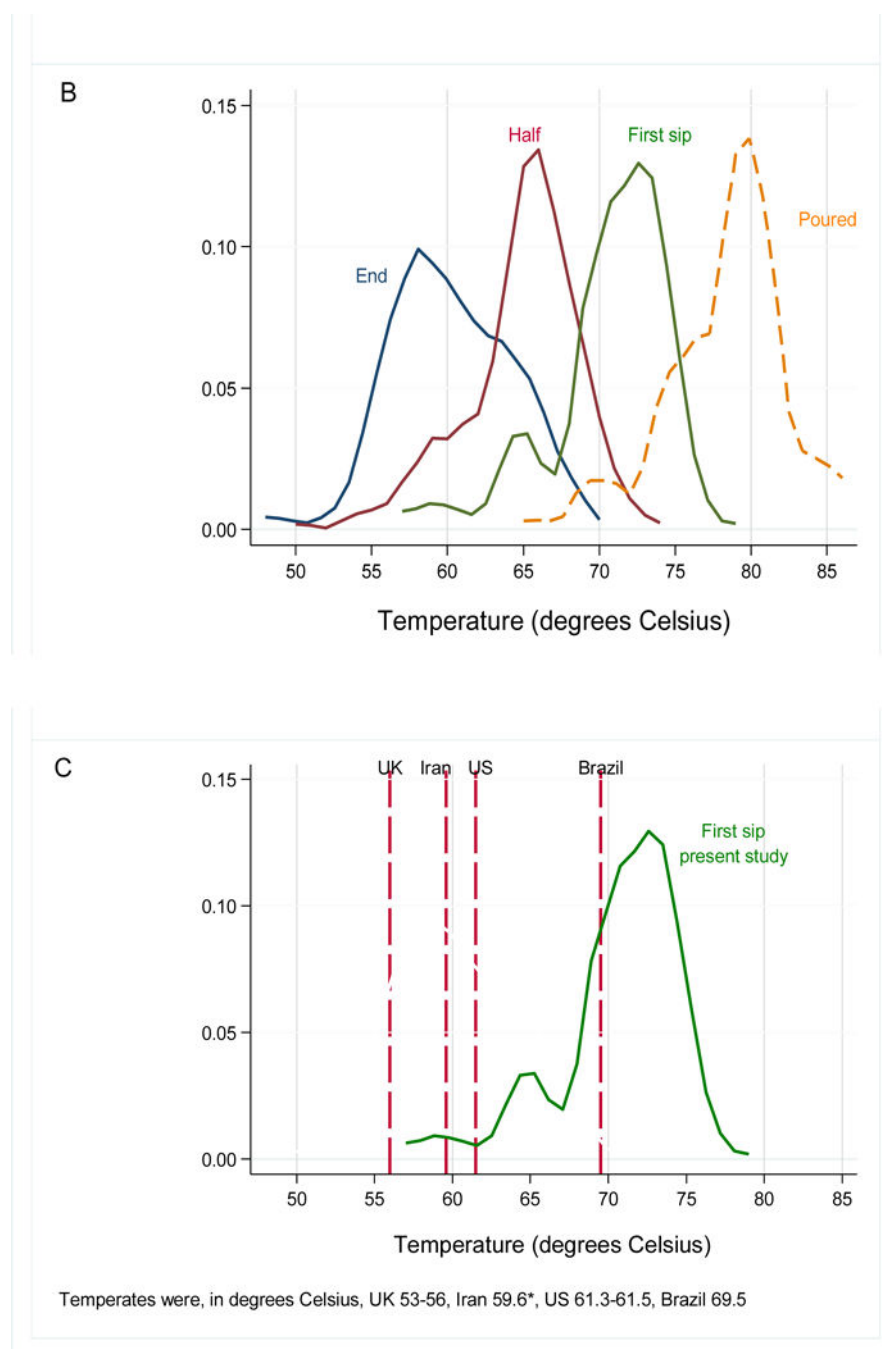 B
0.15
Half
First sip
Poured
0.10
End
0.05
0.00
50 55 60 65 70 75 80 85
Temperature (degrees Celsius)
C
UK Iran US Brazil
0.15
First sip
present study
0.10
0.05
0.00
50 55 60 65 70 75 80 85
Temperature (degrees Celsius)
Temperates were, in degrees Celsius, UK 53-56, Iran 59.6*, US 61.3-61.5, Brazil 69.5